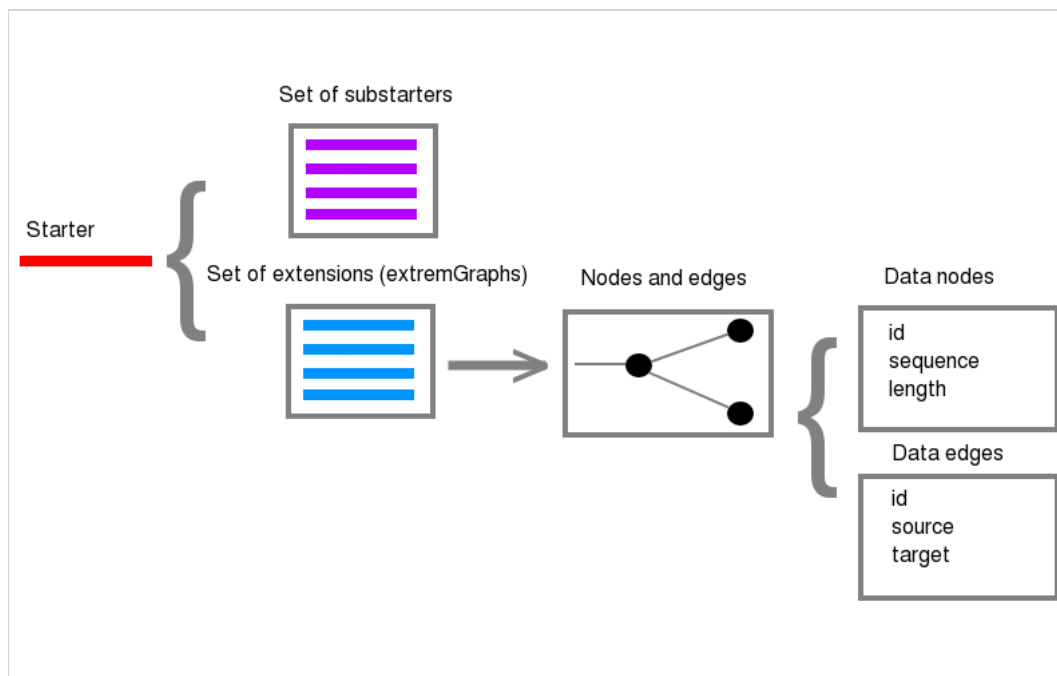 Set of substarters
Starter
Set of extensions (extremGraphs)
Nodes and edges
Data nodes
id
sequence
length
Data edges
id
source
target